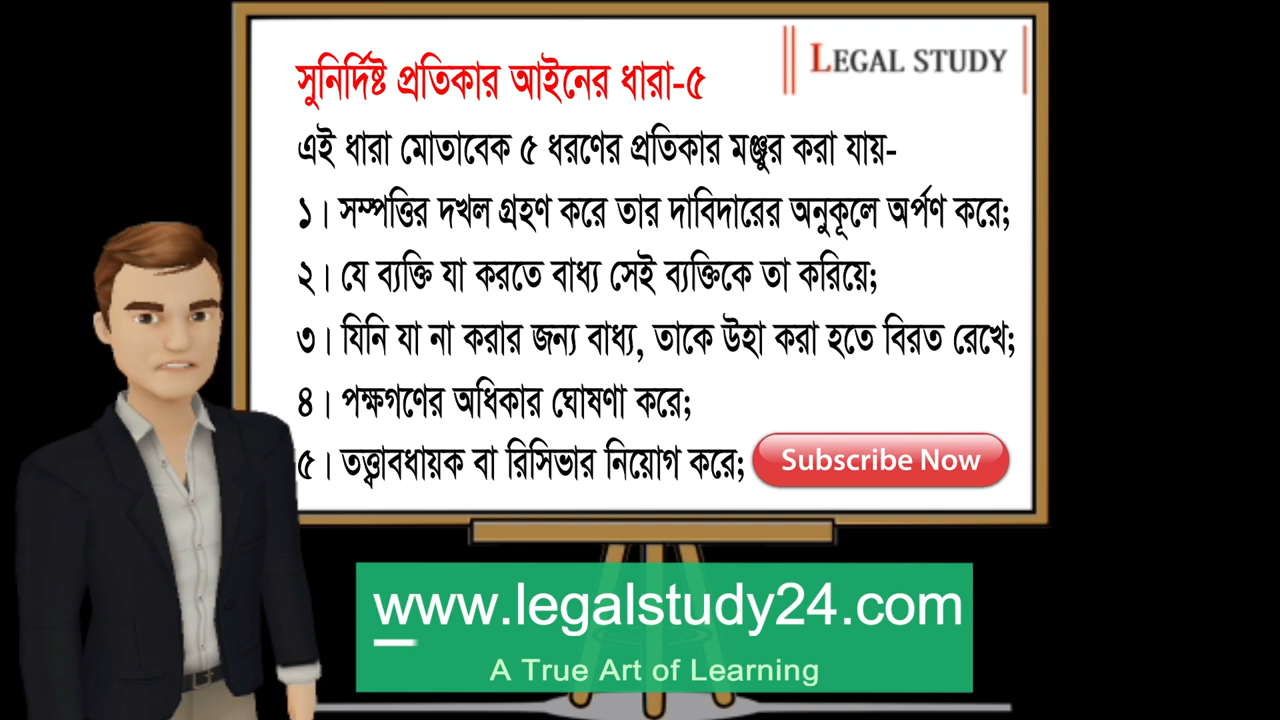 LEGAL STUDY
সুনির্দিষ্ট প্রতিকার আইনের ধারা-৫
এই ধারা মোতাবেক ৫ ধরণের প্রতিকার মঞ্জুর করা যায়-
১। সম্পত্তির দখল গ্রহণ করে তার দাবিদারের অনুকূলে অর্পণ করে;
২। যে ব্যক্তি যা করতে বাধ্য সেই ব্যক্তিকে তা করিয়ে;
৩। যিনি যা না করার জন্য বাধ্য, তাকে উহা করা হতে বিরত রেখে;
৪। পক্ষগণের অধিকার ঘোষণা করে;
৫। তত্ত্বাবধায়ক বা রিসিভার নিয়োগ করে;
Subscribe Now
www.legalstudy24.com
A True Art of Learning